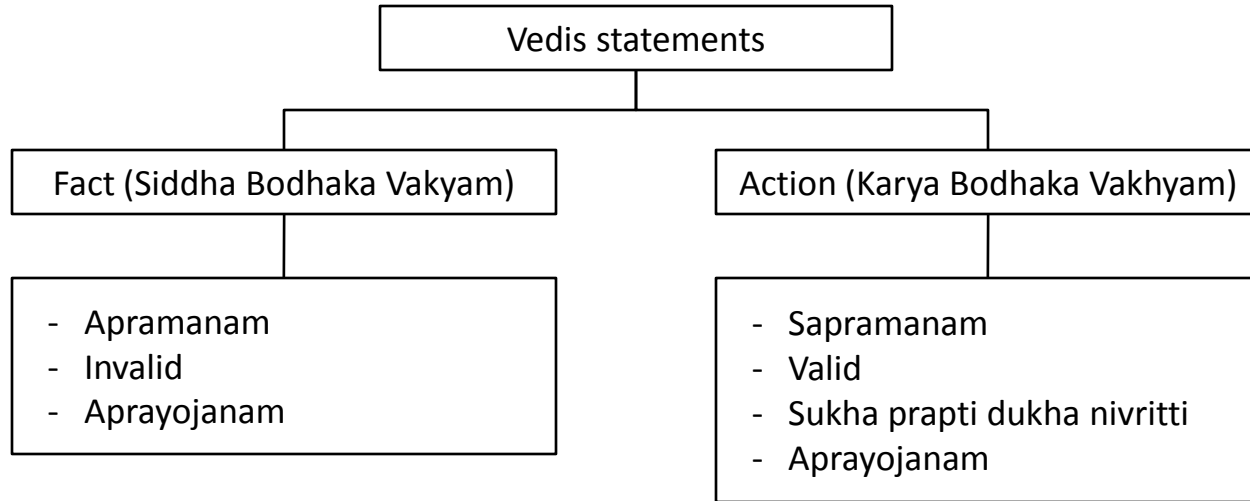 Vedis statements
Fact (Siddha Bodhaka Vakyam)
Action (Karya Bodhaka Vakhyam)
- Apramanam
- Invalid
- Aprayojanam
- Sapramanam
- Valid
- Sukha prapti dukha nivritti
- Aprayojanam